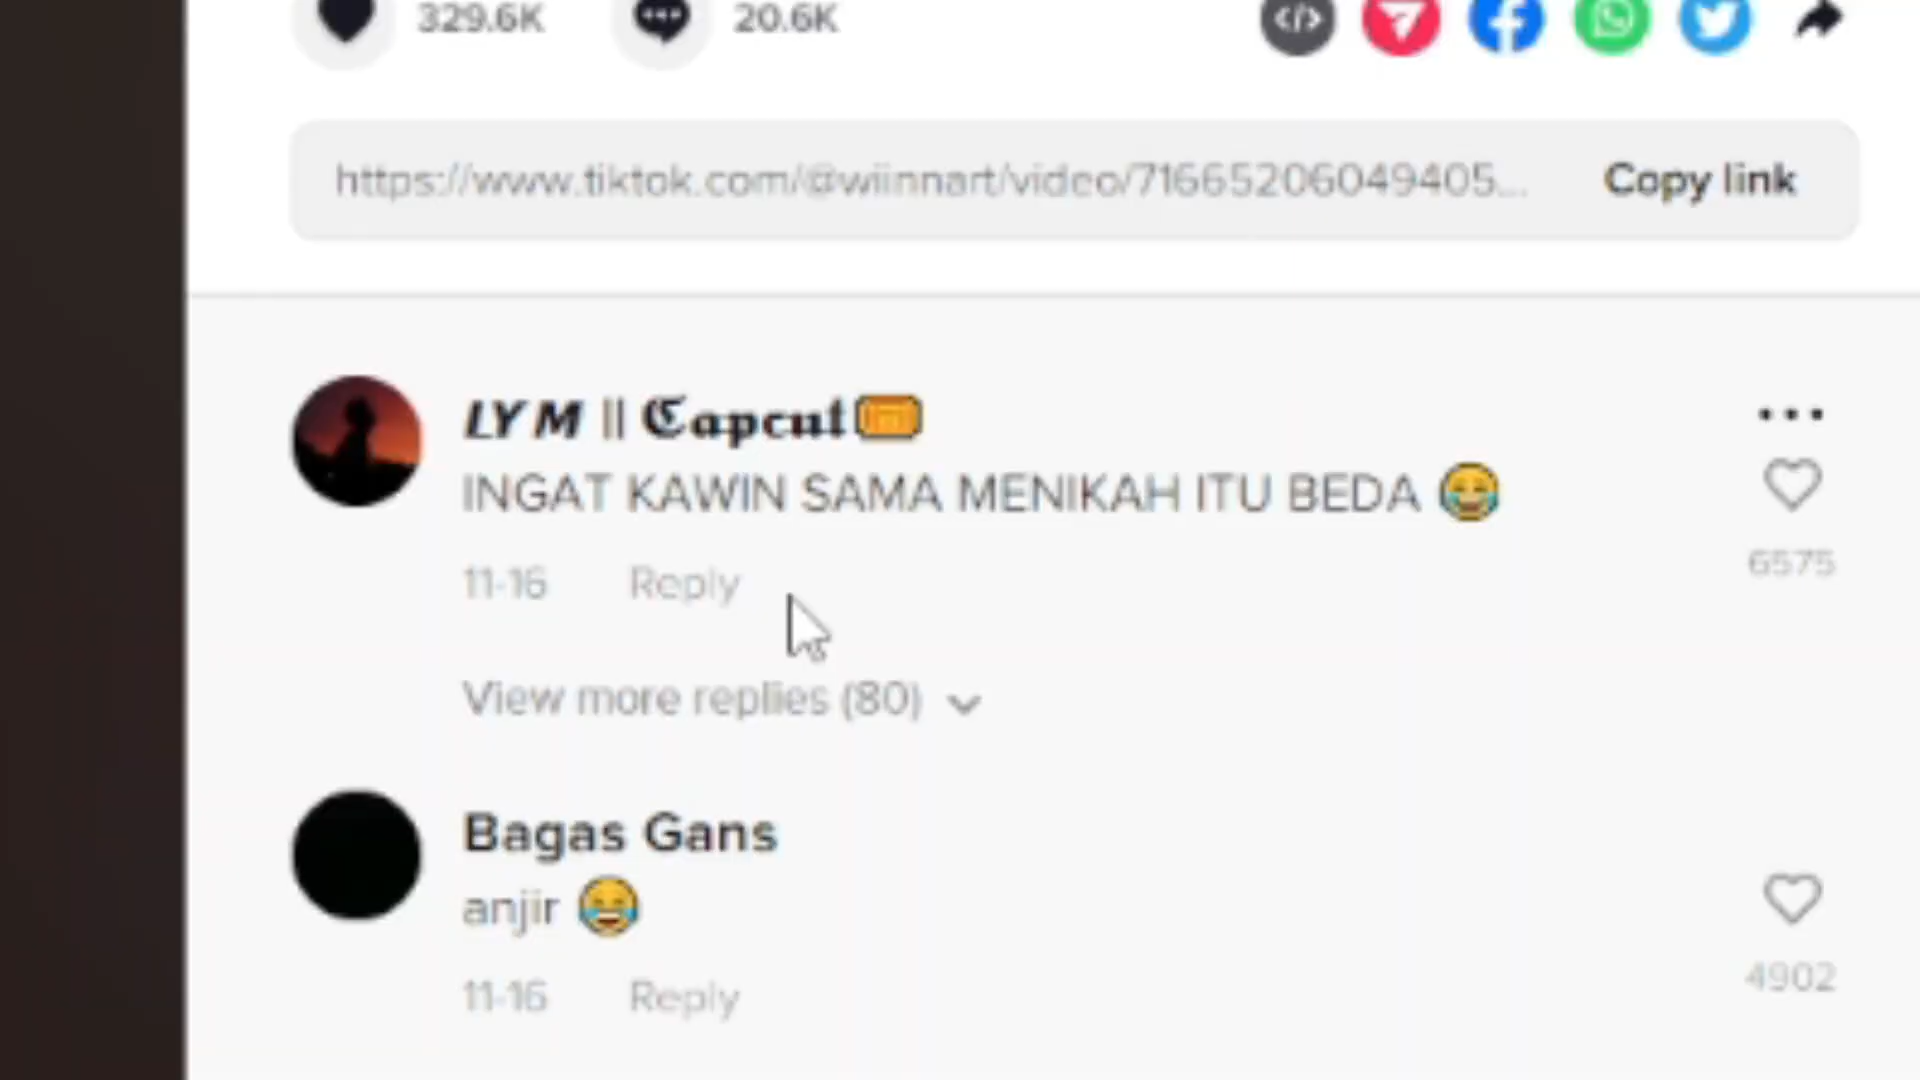 329.6K 20.6K
https://www.tiktok.com/@wiinnart/video/71665206049405... Copy link
LYM || Capcut
INGAT KAWIN SAMA MENIKAH ITU BEDA 😂
6575
11-16 Reply
View more replies (80)
Bagas Gans
anjir 😂
4902
11-16 Reply